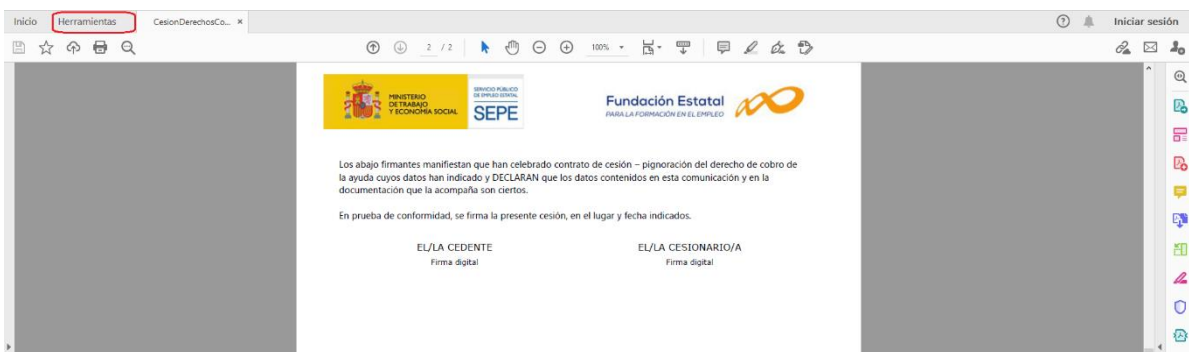 Inicio Herramientas CesionDerechosCo... ×
Iniciar sesión
2 / 2 100%
MINISTERIO
DE TRABAJO
Y ECONOMÍA SOCIAL
SERVICIO PÚBLICO
DE EMPLEO ESTATAL
SEPE
Fundación Estatal
PARA LA FORMACIÓN EN EL EMPLEO
Los abajo firmantes manifiestan que han celebrado contrato de cesión – pignoración del derecho de cobro de
la ayuda cuyos datos han indicado y DECLARAN que los datos contenidos en esta comunicación y en la
documentación que la acompaña son ciertos.
En prueba de conformidad, se firma la presente cesión, en el lugar y fecha indicados.
EL/LA CEDENTE EL/LA CESIONARIO/A
Firma digital Firma digital